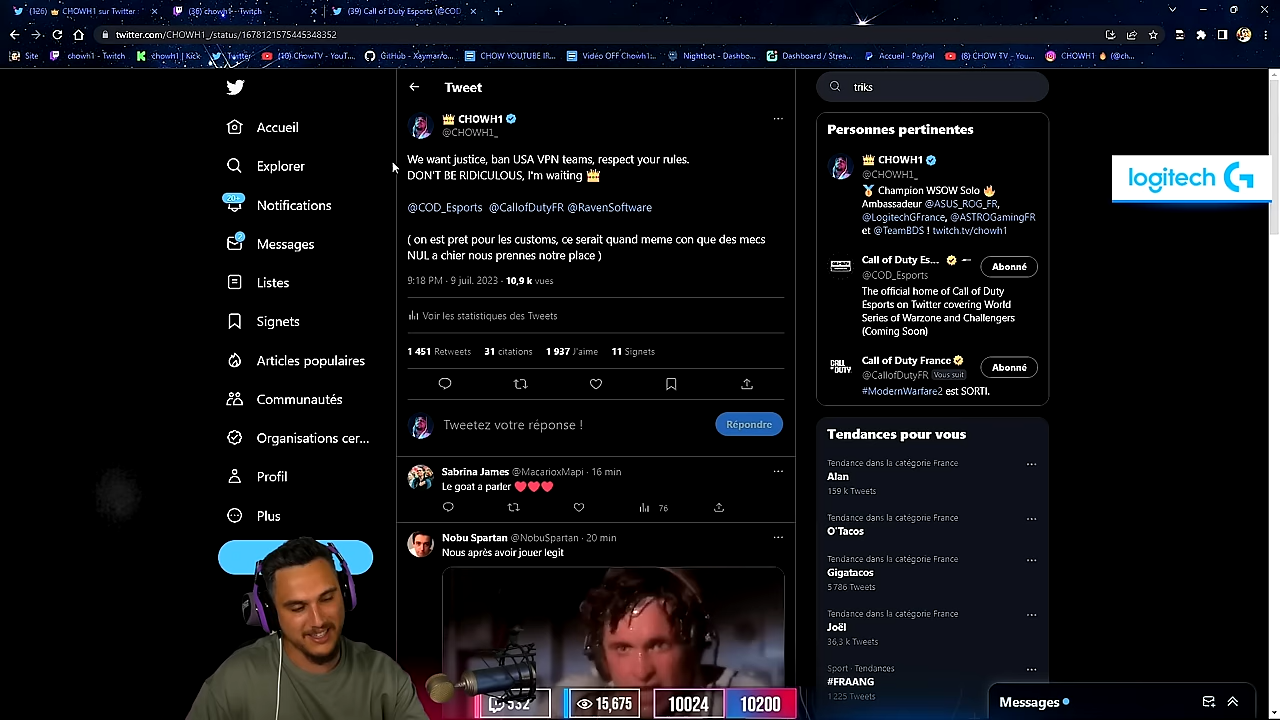 (126) 👑 CHOWH1 sur Twitter
(38) chowh1 - Twitch
(39) Call of Duty Esports (@COD
twitter.com/CHOWH1_/status/1678121575445348352
Site
chowh1 - Twitch
chowh1 | Kick
Twitter
(10) ChowTV - YouT...
GitHub - Xaymar/o...
CHOW YOUTUBE !R...
Vidéo OFF Chowh1:...
Nightbot - Dashbo...
Dashboard / Strea...
Accueil - PayPal
(6) CHOW TV - You...
CHOWH1 🔥 (@ch...
Accueil
Explorer
20+
Notifications
2
Messages
Listes
Signets
Articles populaires
Communautés
Organisations cer...
Profil
Plus
Tweet
👑 CHOWH1
@CHOWH1_
We want justice, ban USA VPN teams, respect your rules.
DON'T BE RIDICULOUS, I'm waiting 👑
@COD_Esports @CallofDutyFR @RavenSoftware
( on est pret pour les customs, ce serait quand meme con que des mecs
NUL a chier nous prennes notre place )
9:18 PM · 9 juil. 2023 · 10,9 k vues
Voir les statistiques des Tweets
1 451 Retweets 31 citations 1 937 J'aime 11 Signets
Tweetez votre réponse !
Répondre
Sabrina James @MacarioxMapi · 16 min
Le goat a parler ❤️❤️❤️
76
Nobu Spartan @NobuSpartan · 20 min
Nous après avoir jouer legit
triks
Personnes pertinentes
👑 CHOWH1
@CHOWH1_
🏅 Champion WSOW Solo 🔥
Ambassadeur @ASUS_ROG_FR,
@LogitechGFrance, @ASTROGamingFR
et @TeamBDS ! twitch.tv/chowh1
Call of Duty Es...
@COD_Esports
Abonné
The official home of Call of Duty
Esports on Twitter covering World
Series of Warzone and Challengers
(Coming Soon)
CALL OF DUTY
Call of Duty France
@CallofDutyFR Vous suit
Abonné
#ModernWarfare2 est SORTI.
Tendances pour vous
Tendance dans la catégorie France
Alan
159 k Tweets
Tendance dans la catégorie France
O'Tacos
Tendance dans la catégorie France
Gigatacos
5 786 Tweets
Tendance dans la catégorie France
Joël
36,3 k Tweets
Sport · Tendances
#FRAANG
1 225 Tweets
Messages
logitech G
15,675
10024
10200